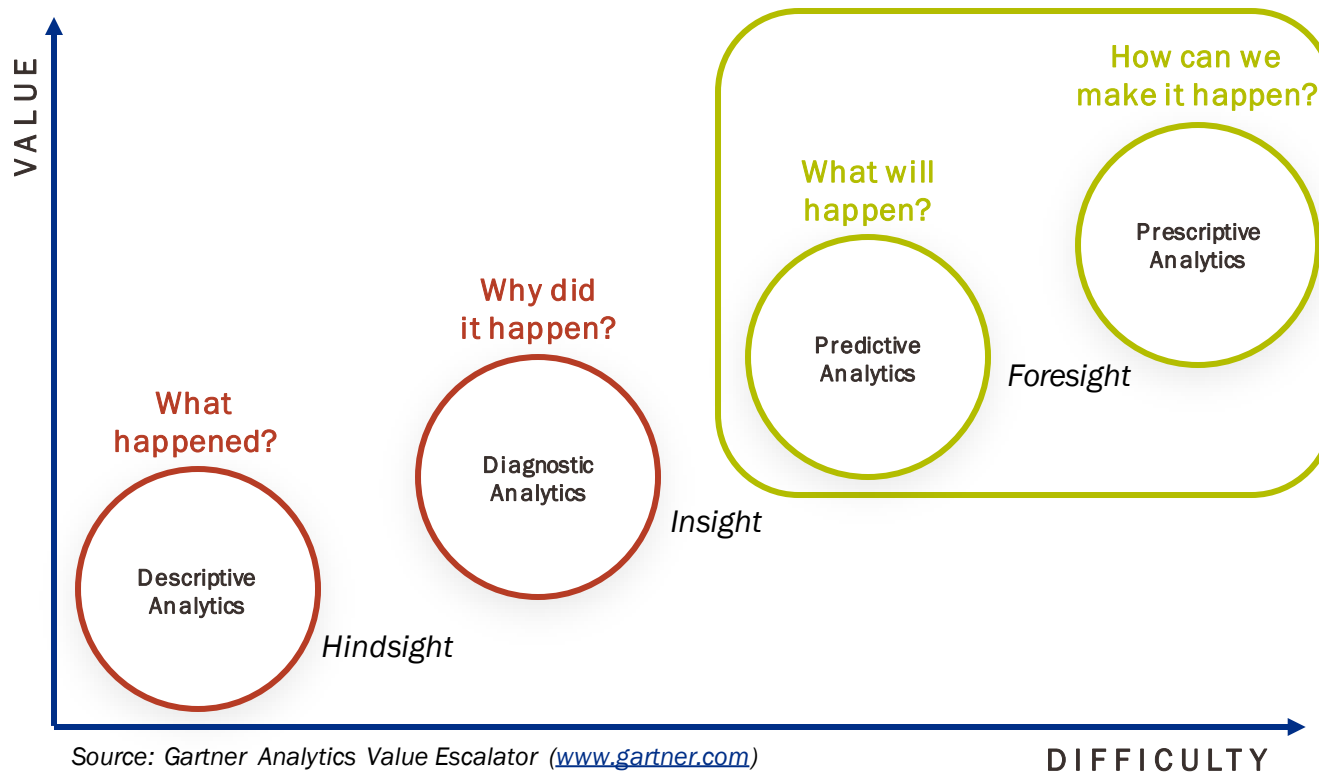 VALUE
How can we
make it happen?
What will
happen?
Prescriptive
Analytics
Why did
it happen?
Predictive
Analytics
Foresight
What
happened?
Diagnostic
Analytics
Insight
Descriptive
Analytics
Hindsight
Source: Gartner Analytics Value Escalator (www.gartner.com)
DIFFICULTY